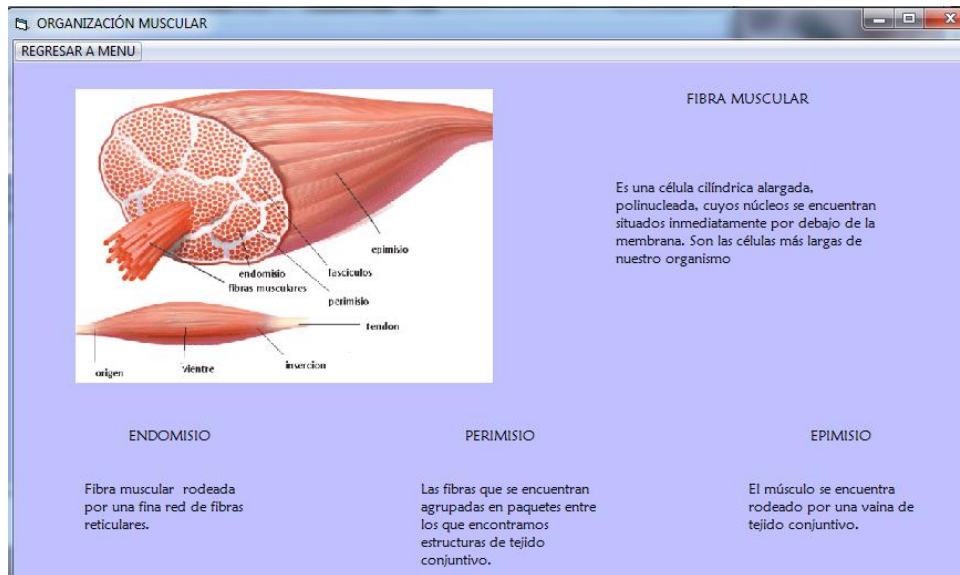 ORGANIZACIÓN MUSCULAR
REGRESAR A MENU
epimisio
endomisio
fasciculos
fibras musculares
perimisio
tendon
origen
vientre
insercion
FIBRA MUSCULAR
Es una célula cilíndrica alargada,
polinucleada, cuyos núcleos se encuentran
situados inmediatamente por debajo de la
membrana. Son las células más largas de
nuestro organismo
ENDOMISIO
Fibra muscular rodeada
por una fina red de fibras
reticulares.
PERIMISIO
Las fibras que se encuentran
agrupadas en paquetes entre
los que encontramos
estructuras de tejido
conjuntivo.
EPIMISIO
El músculo se encuentra
rodeado por una vaina de
tejido conjuntivo.